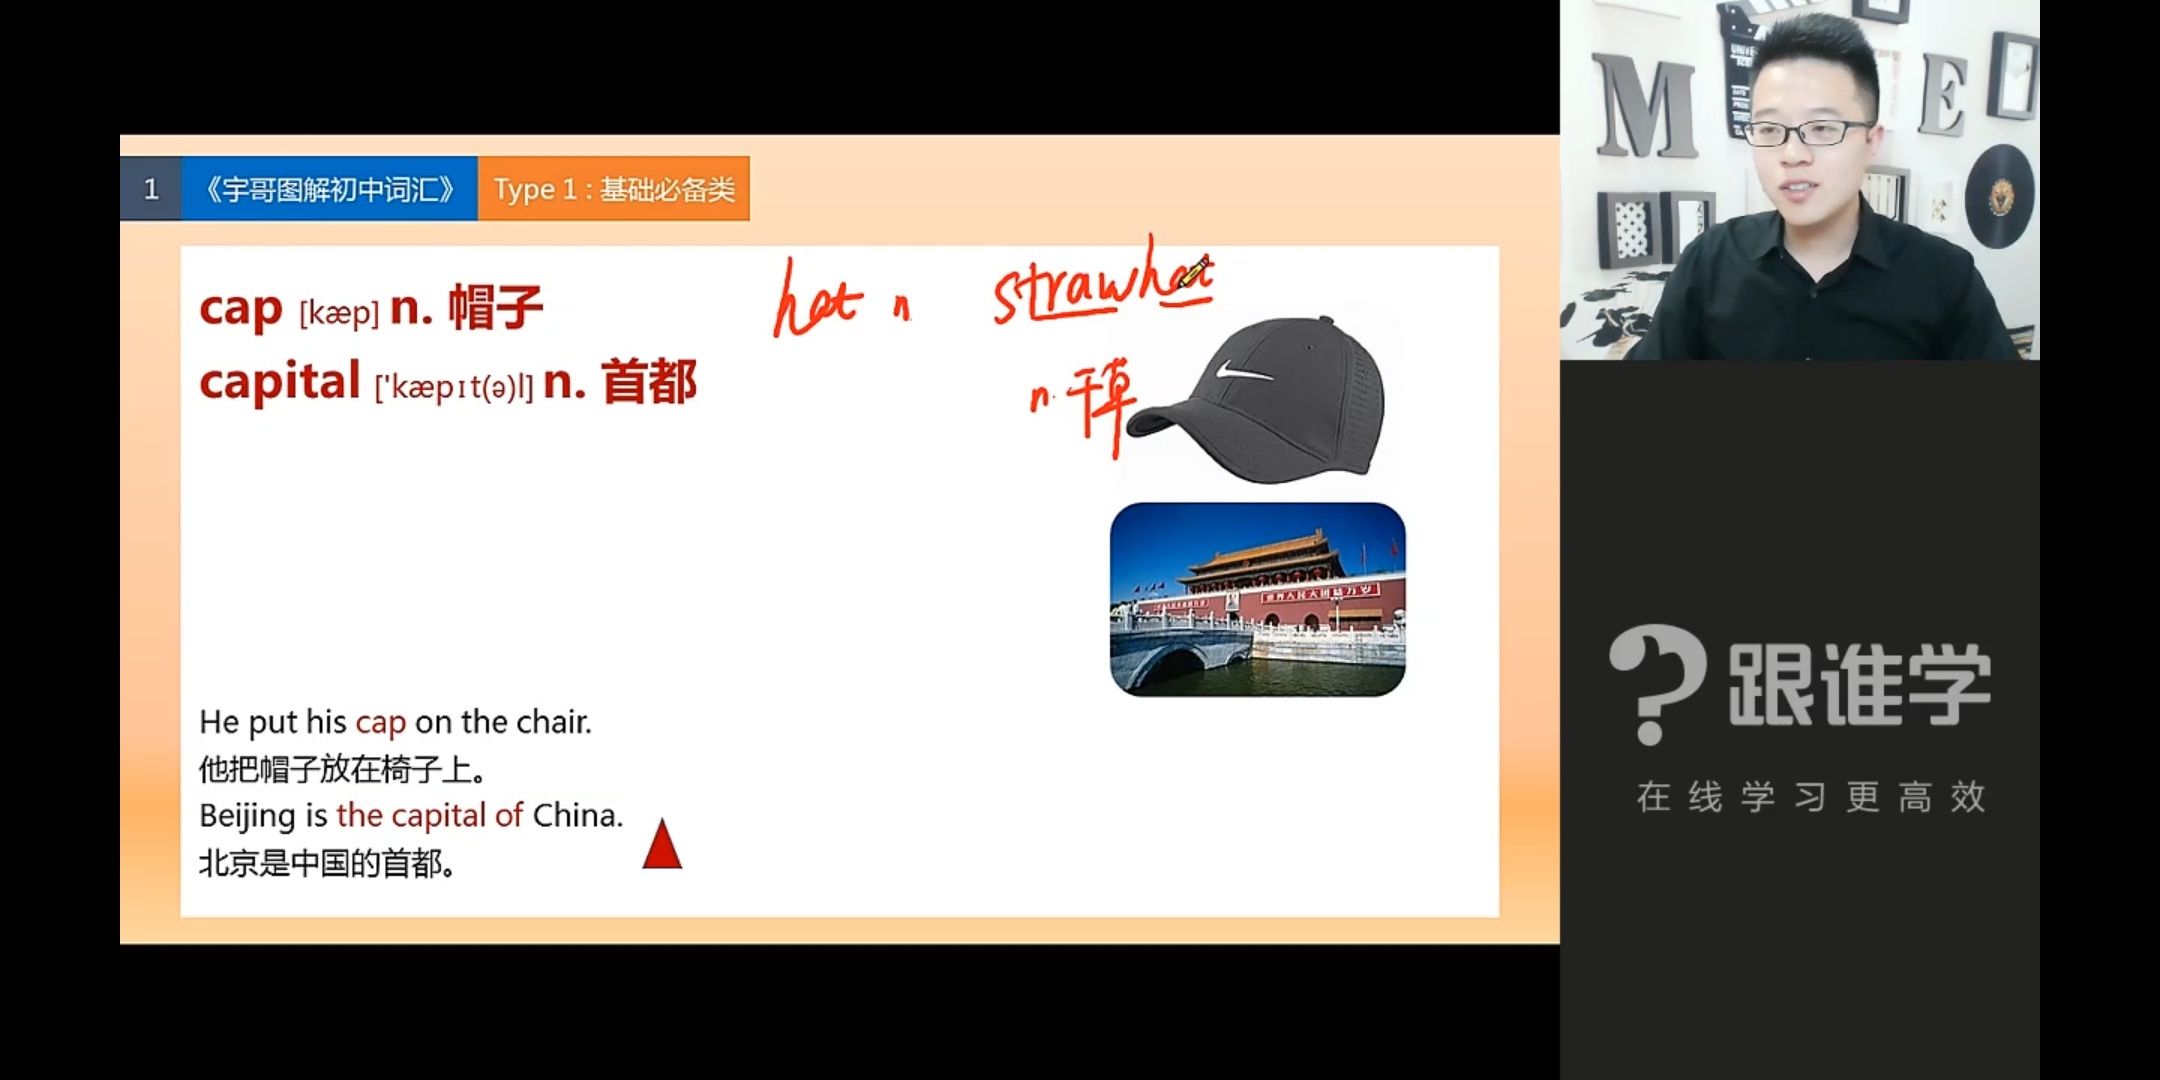 1 《宇哥图解初中词汇》 Type 1 : 基础必备类
cap [kæp] n. 帽子
hat n
strawhat
capital ['kæpɪt(ə)l] n. 首都
n. 干草
He put his cap on the chair.
他把帽子放在椅子上。
Beijing is the capital of China.
北京是中国的首都。
M E
跟谁学
在线学习更高效